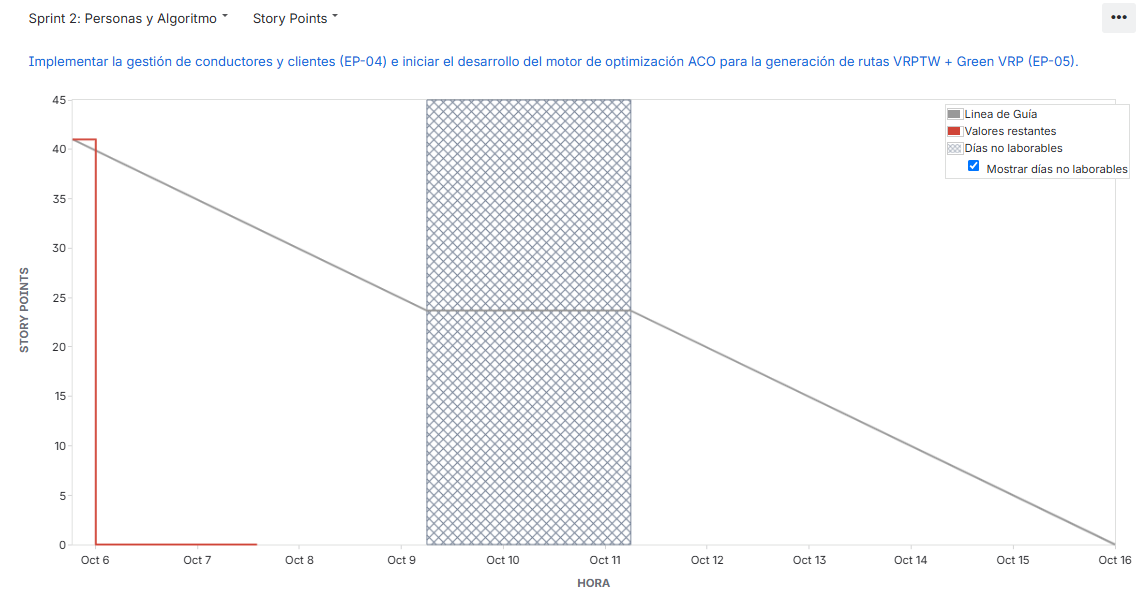 Sprint 2: Personas y Algoritmo Story Points
•••
Implementar la gestión de conductores y clientes (EP-04) e iniciar el desarrollo del motor de optimización ACO para la generación de rutas VRPTW + Green VRP (EP-05).
45
40
35
30
25
20
15
10
5
0
STORY POINTS
Linea de Guía
Valores restantes
Días no laborables
Mostrar días no laborables
Oct 6 Oct 7 Oct 8 Oct 9 Oct 10 Oct 11 Oct 12 Oct 13 Oct 14 Oct 15 Oct 16
HORA